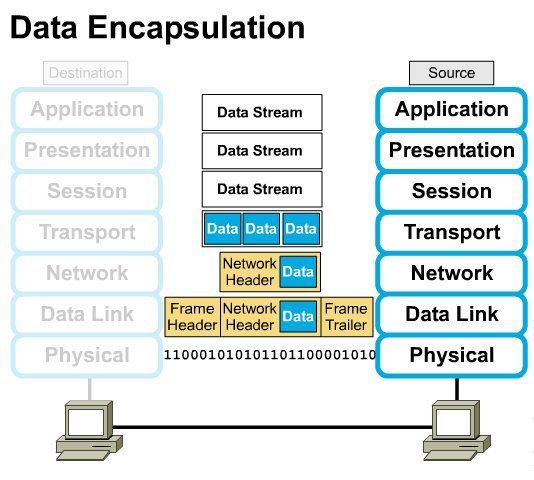 Data Encapsulation
Destination
Source
Application
Data Stream
Application
Presentation
Data Stream
Presentation
Session
Data Stream
Session
Transport
Data Data Data
Transport
Network
Network
Header
Data
Network
Data Link
Frame
Header
Network
Header
Data
Frame
Trailer
Data Link
Physical
110001010101101100001010
Physical